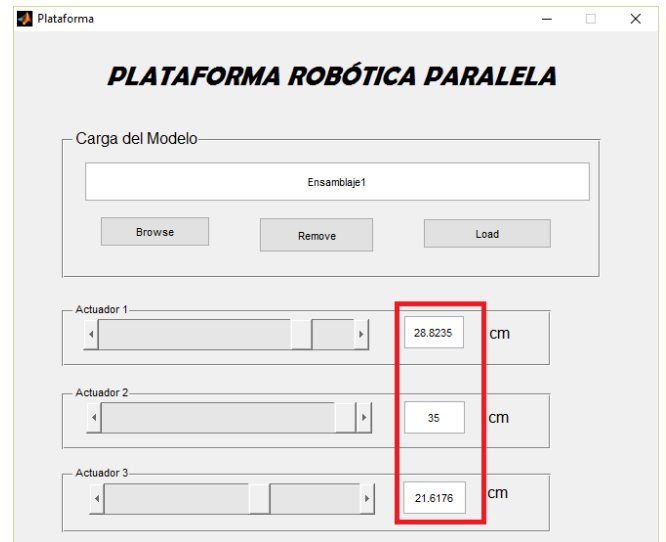 Plataforma
PLATAFORMA ROBÓTICA PARALELA
Carga del Modelo
Ensamblaje1
Browse Remove Load
Actuador 1
28.8235 cm
Actuador 2
35 cm
Actuador 3
21.6176 cm